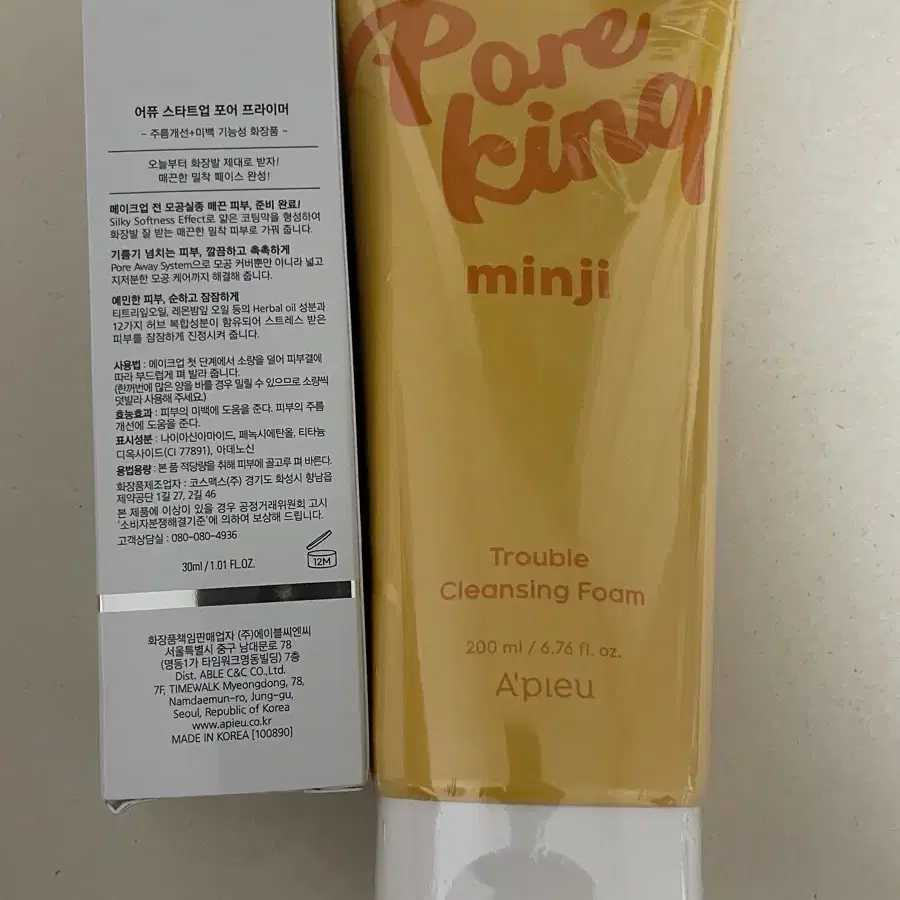 어퓨 스타트업 포어 프라이머
- 주름개선+미백 기능성 화장품 -
오늘부터 화장발 제대로 받자!
매끈한 밀착 페이스 완성!
메이크업 전 모공실종 매끈 피부, 준비 완료!
Silky Softness Effect로 얇은 코팅막을 형성하여
화장발 잘 받는 매끈한 밀착 피부로 가꿔 줍니다.
기름기 넘치는 피부, 깔끔하고 촉촉하게
Pore Away System으로 모공 커버뿐만 아니라 넓고
지저분한 모공 케어까지 해결해 줍니다.
예민한 피부, 순하고 잠잠하게
티트리잎오일, 레몬밤잎 오일 등의 Herbal oil 성분과
12가지 허브 복합성분이 함유되어 스트레스 받은
피부를 잠잠하게 진정시켜 줍니다.
사용법 : 메이크업 첫 단계에서 소량을 덜어 피부결에
따라 부드럽게 펴 발라 줍니다.
(한꺼번에 많은 양을 바를 경우 밀릴 수 있으므로 소량씩
덧발라 사용해 주세요.)
효능효과 : 피부의 미백에 도움을 준다. 피부의 주름
개선에 도움을 준다.
표시성분 : 나이아신아마이드, 페녹시에탄올, 티타늄
디옥사이드(CI 77891), 아데노신
용법용량 : 본 품 적당량을 취해 피부에 골고루 펴 바른다.
화장품제조업자 : 코스맥스(주) 경기도 화성시 향남읍
제약공단 1길 27, 2길 46
본 제품에 이상이 있을 경우 공정거래위원회 고시
'소비자분쟁해결기준'에 의하여 보상해 드립니다.
고객상담실 : 080-080-4936
12M
30ml / 1.01 FL.OZ.
화장품책임판매업자 (주)에이블씨엔씨
서울특별시 중구 남대문로 78
(명동1가 타임워크명동빌딩) 7층
Dist. ABLE C&C CO.,Ltd.
7F, TIMEWALK Myeongdong, 78,
Namdaemun-ro, Jung-gu,
Seoul, Republic of Korea
www.apieu.co.kr
MADE IN KOREA [100890]
Pore
king
minji
Trouble
Cleansing Foam
200 ml / 6.76 fl. oz.
A'pieu